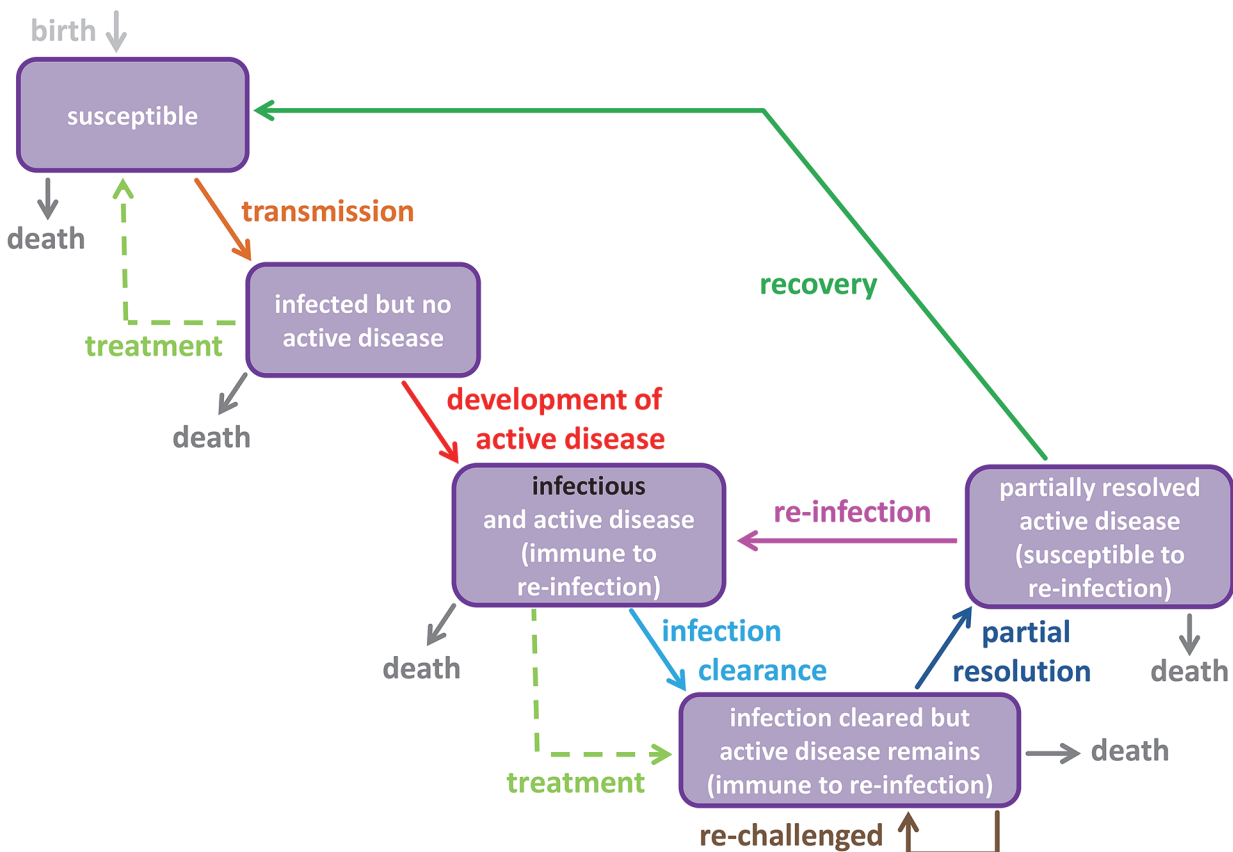 birth
susceptible
death
transmission
treatment
infected but no
active disease
death
recovery
development of
active disease
infectious
and active disease
(immune to
re-infection)
re-infection
partially resolved
active disease
(susceptible to
re-infection)
death
infection
clearance
partial
resolution
death
treatment
infection cleared but
active disease remains
(immune to re-infection)
death
re-challenged